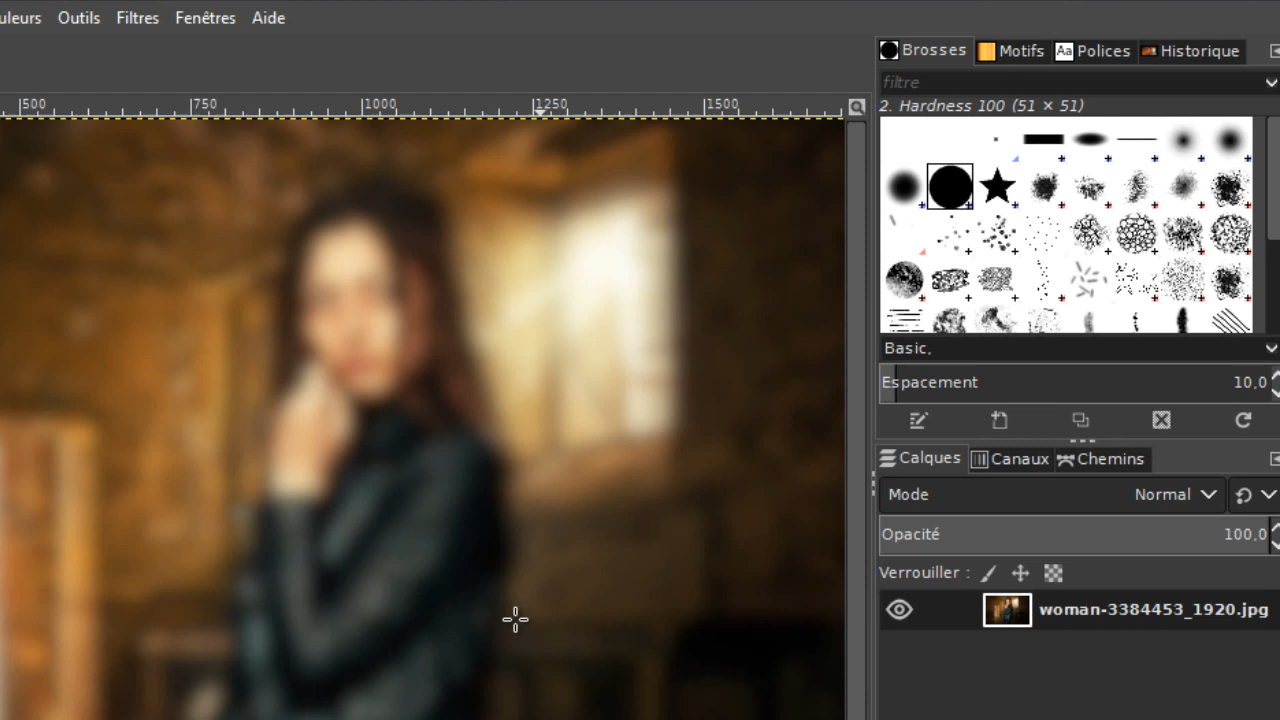 uleurs Outils Filtres Fenêtres Aide
500 750 1000 1250 1500
Brosses Aa Motifs Polices Historique
filtre
2. Hardness 100 (51 × 51)
Basic,
Espacement 10,0
Calques Canaux Chemins
Mode Normal
Opacité 100,0
Verrouiller :
woman-3384453_1920.jpg